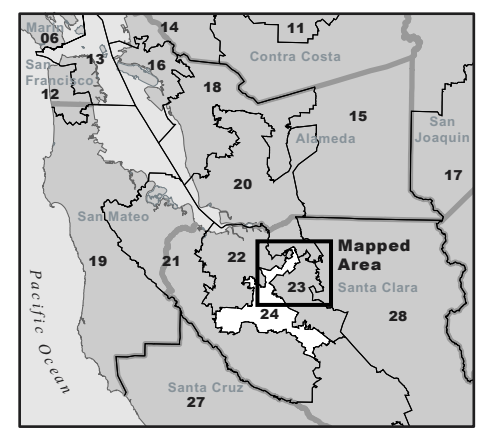 14
11
Marin
06
Contra Costa
13
16
San
Francisco
12
18
15
Alameda
San
Joaquin
17
20
San Mateo
Mapped
Area
19
21
22
23
Santa Clara
24
28
Pacific Ocean
Santa Cruz
27